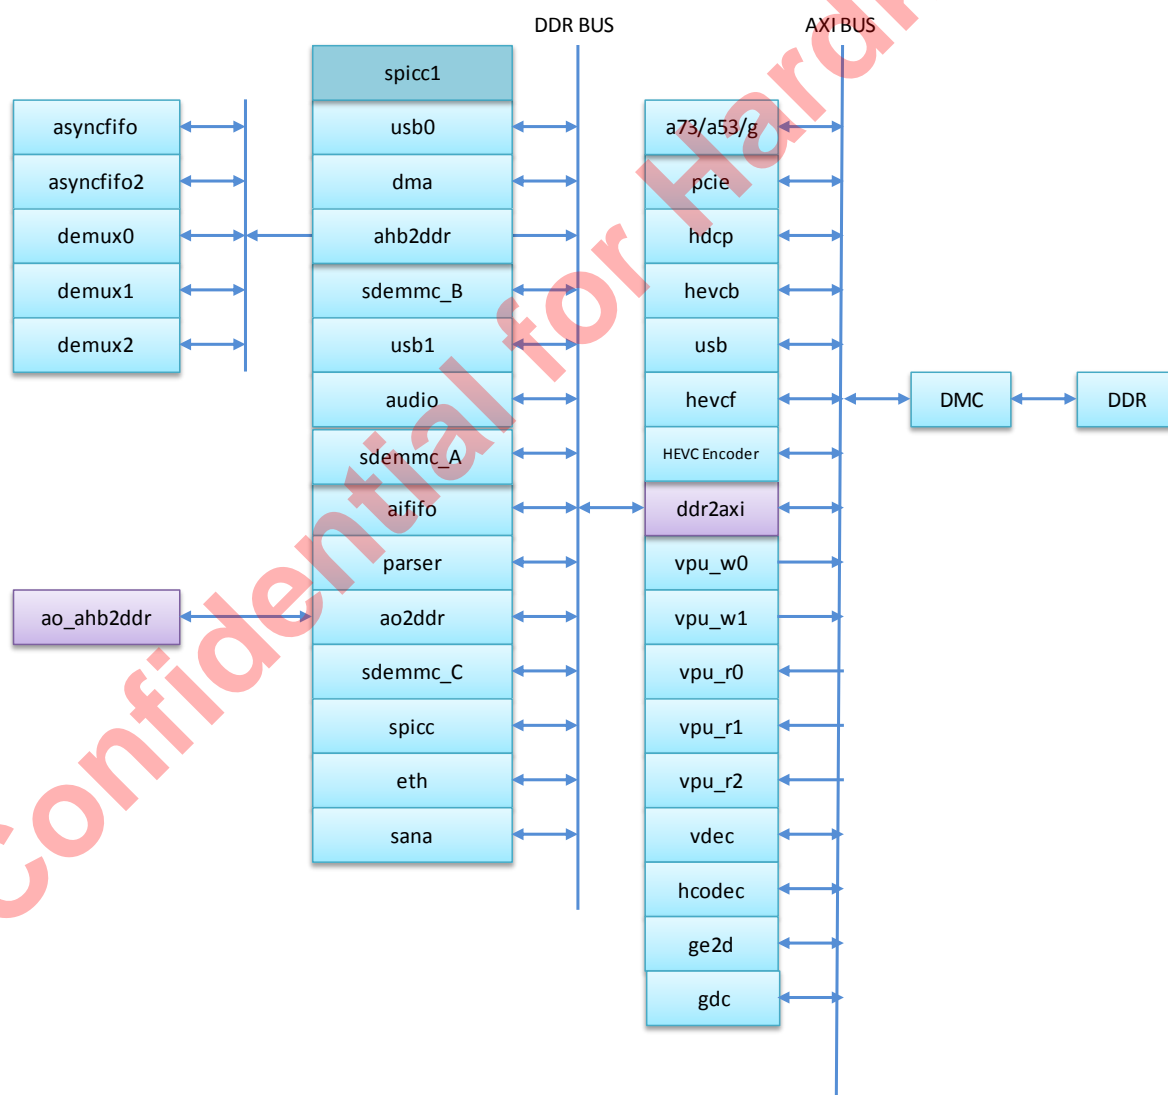 DDR BUS
AXI BUS
spicc1
asyncfifo
usb0
a73/a53/g
asyncfifo2
dma
pcie
demux0
ahb2ddr
hdcp
demux1
sdemmc_B
hevcb
demux2
usb1
usb
audio
hevcf
DMC
DDR
sdemmc_A
HEVC Encoder
aififo
ddr2axi
parser
vpu_w0
ao_ahb2ddr
ao2ddr
vpu_w1
sdemmc_C
vpu_r0
spicc
vpu_r1
eth
vpu_r2
sana
vdec
hcodec
ge2d
gdc
Confidential for